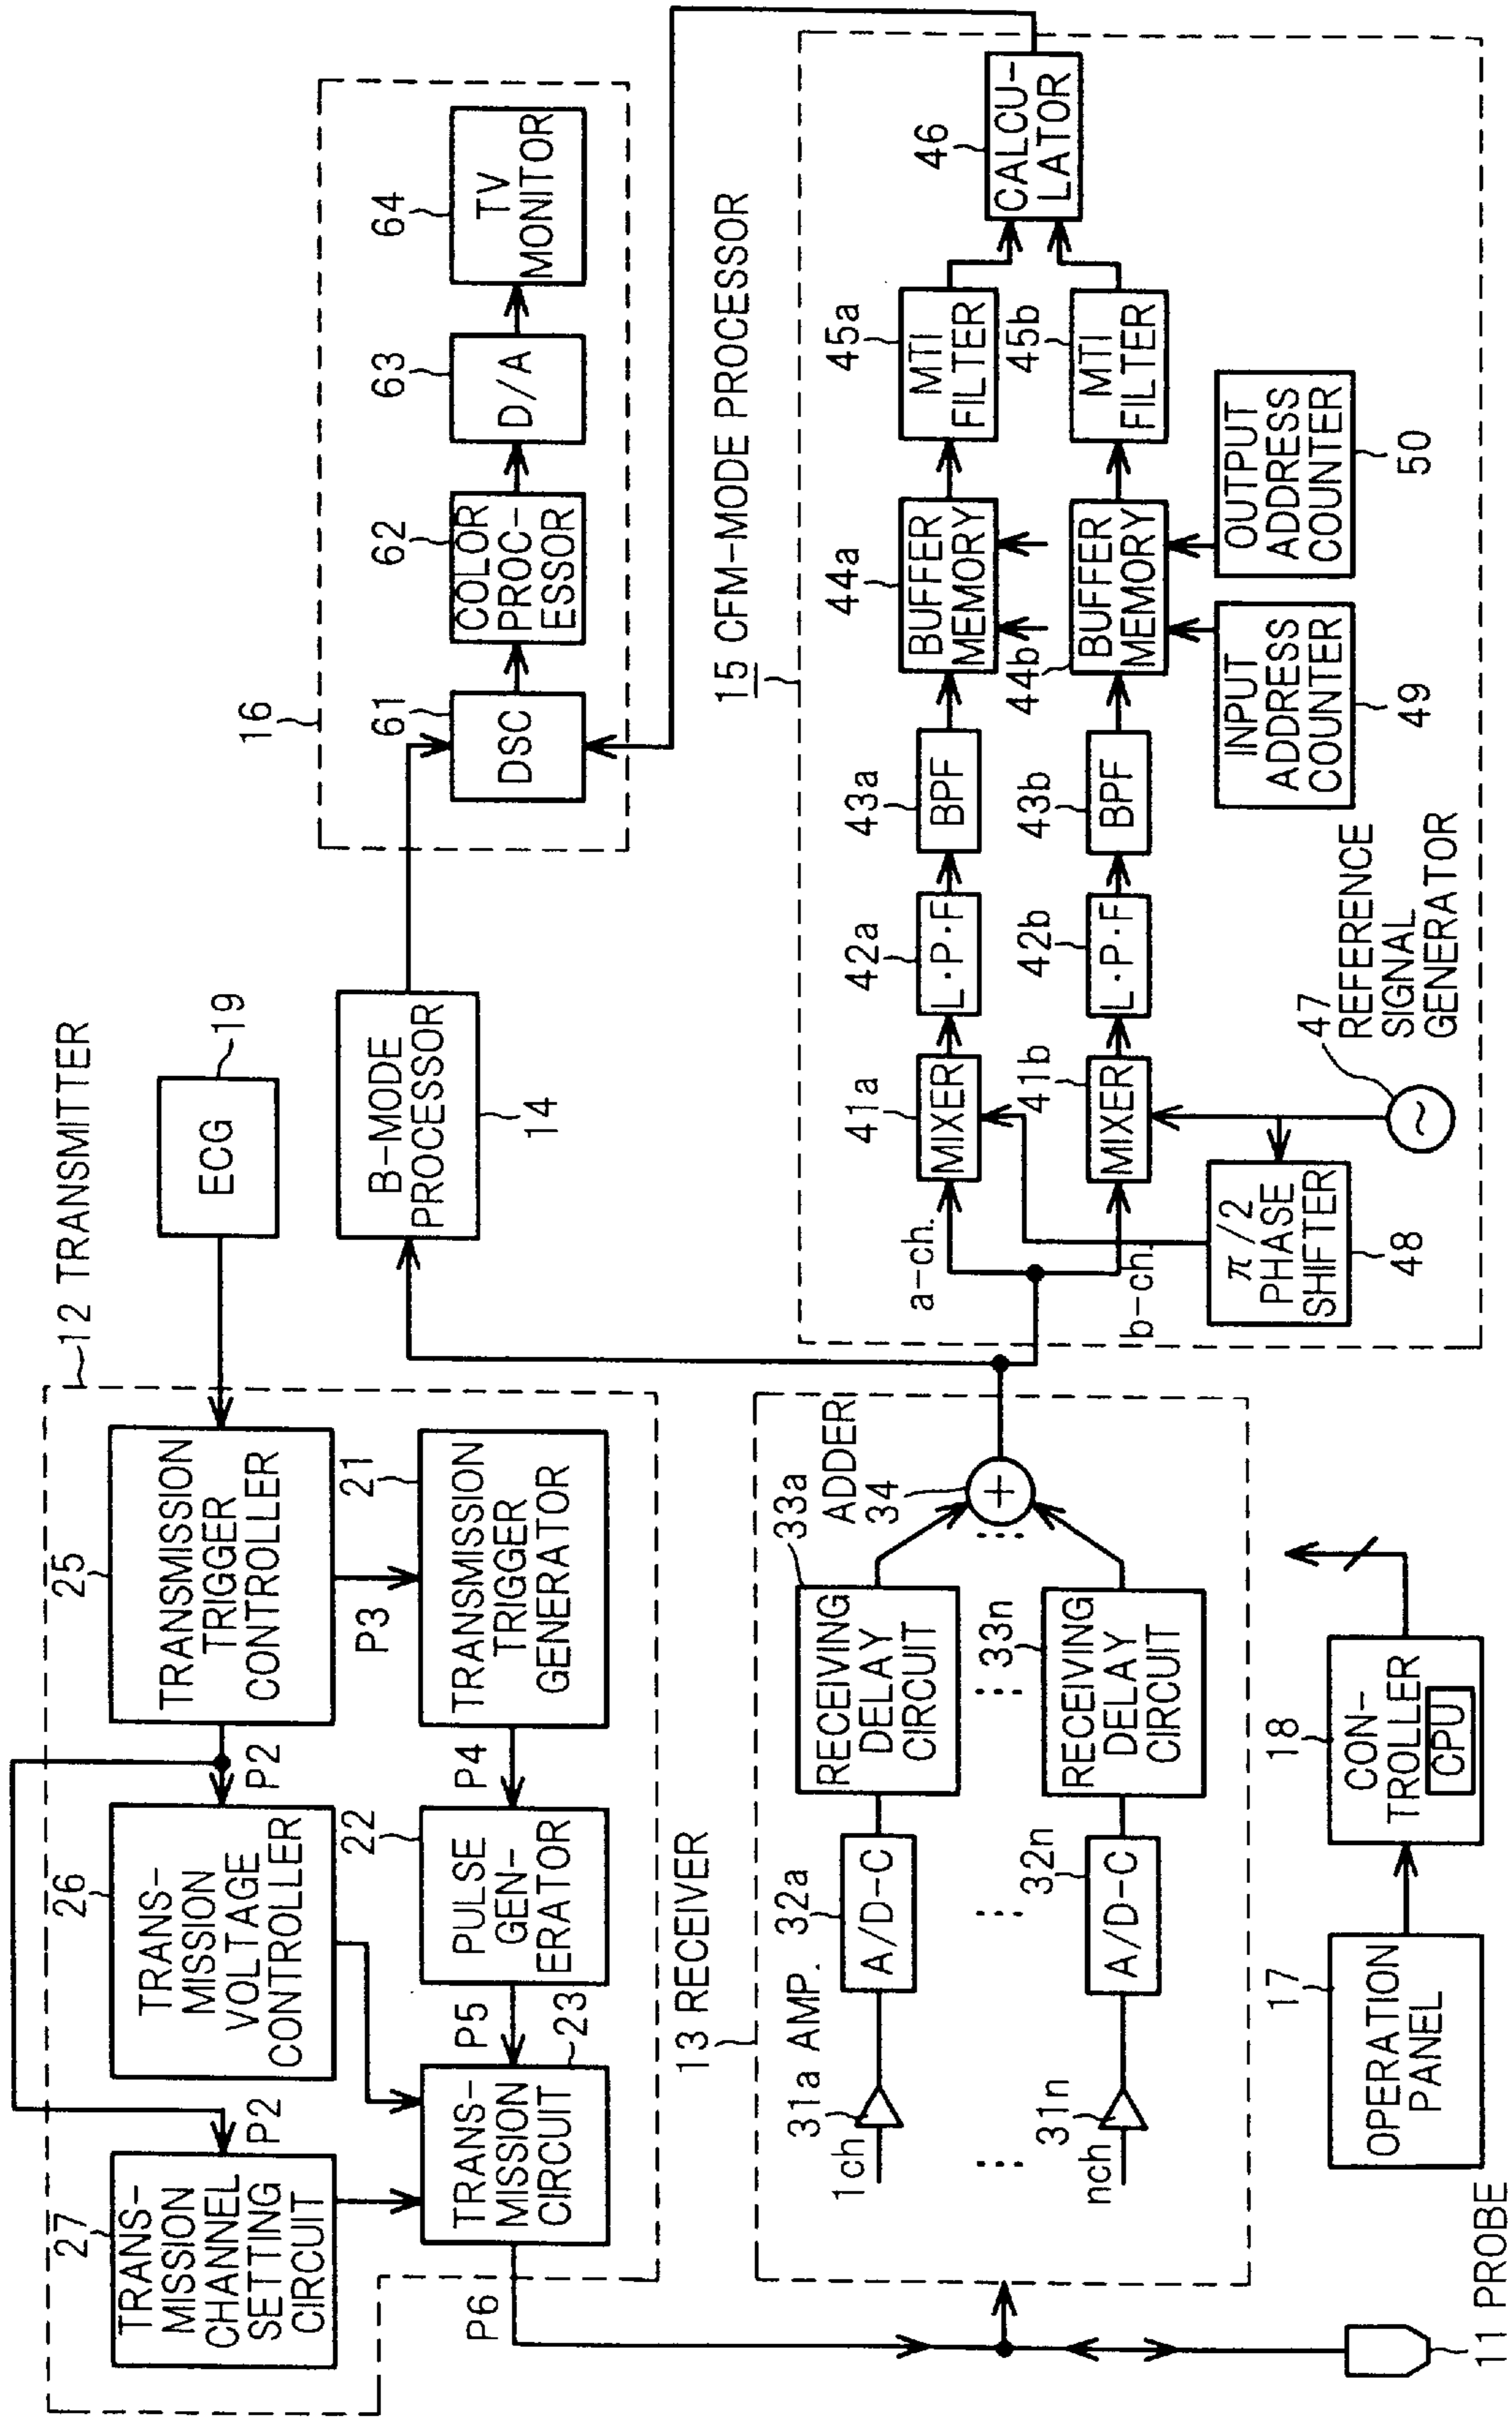 12 TRANSMITTER
27
TRANS-
MISSION
CHANNEL
SETTING
CIRCUIT
P2
26
TRANS-
MISSION
VOLTAGE
CONTROLLER
P2
25
TRANSMISSION
TRIGGER
CONTROLLER
19
ECG
P3
21
TRANSMISSION
TRIGGER
GENERATOR
P4
22
PULSE
GEN-
ERATOR
P5
23
TRANS-
MISSION
CIRCUIT
P6
14
B-MODE
PROCESSOR
16
61
DSC
62
COLOR
PROC-
ESSOR
63
D/A
64
TV
MONITOR
13 RECEIVER
1ch
31a AMP.
32a
A/D-C
33a
RECEIVING
DELAY
CIRCUIT
ADDER
34
+
nch
31n
32n
A/D-C
33n
RECEIVING
DELAY
CIRCUIT
15 CFM-MODE PROCESSOR
a-ch.
41a
MIXER
42a
L·P·F
43a
BPF
44a
BUFFER
MEMORY
45a
MTI
FILTER
46
CALCU-
LATOR
b-ch.
41b
MIXER
42b
L·P·F
43b
BPF
44b
BUFFER
MEMORY
45b
MTI
FILTER
π/2
PHASE
SHIFTER
48
47
~
REFERENCE
SIGNAL
GENERATOR
INPUT
ADDRESS
COUNTER
49
OUTPUT
ADDRESS
COUNTER
50
11 PROBE
17
OPERATION
PANEL
18
CON-
TROLLER
CPU